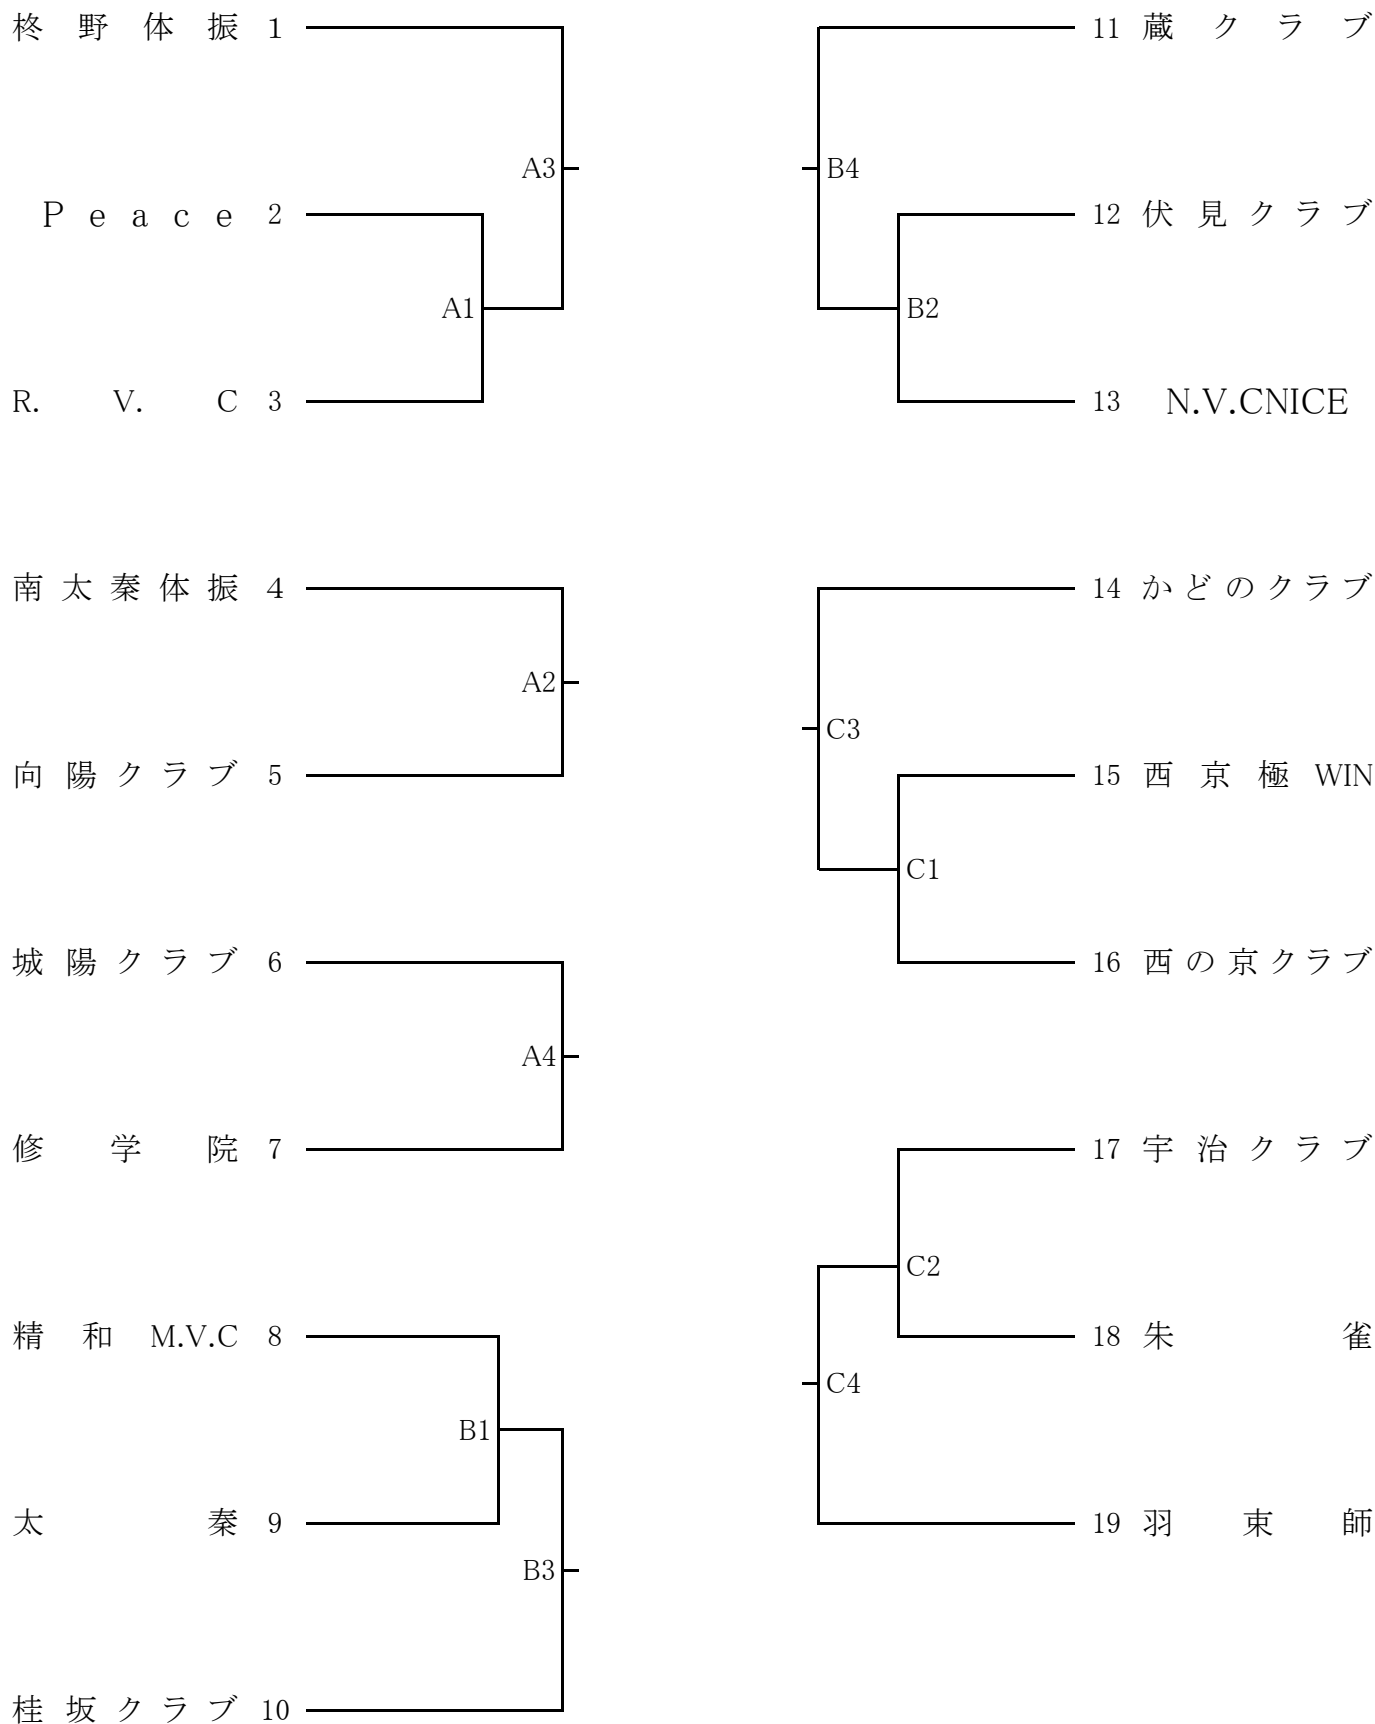 柊野体振 1
11 蔵クラブ
A3
B4
Peace 2
12 伏見クラブ
A1
B2
R. V. C 3
13 N.V.CNICE
南太秦体振 4
14 かどのクラブ
A2
C3
向陽クラブ 5
15 西京極WIN
C1
城陽クラブ 6
16 西の京クラブ
A4
修学院 7
17 宇治クラブ
C2
精和M.V.C 8
18 朱雀
C4
B1
太秦 9
19 羽束師
B3
桂坂クラブ 10